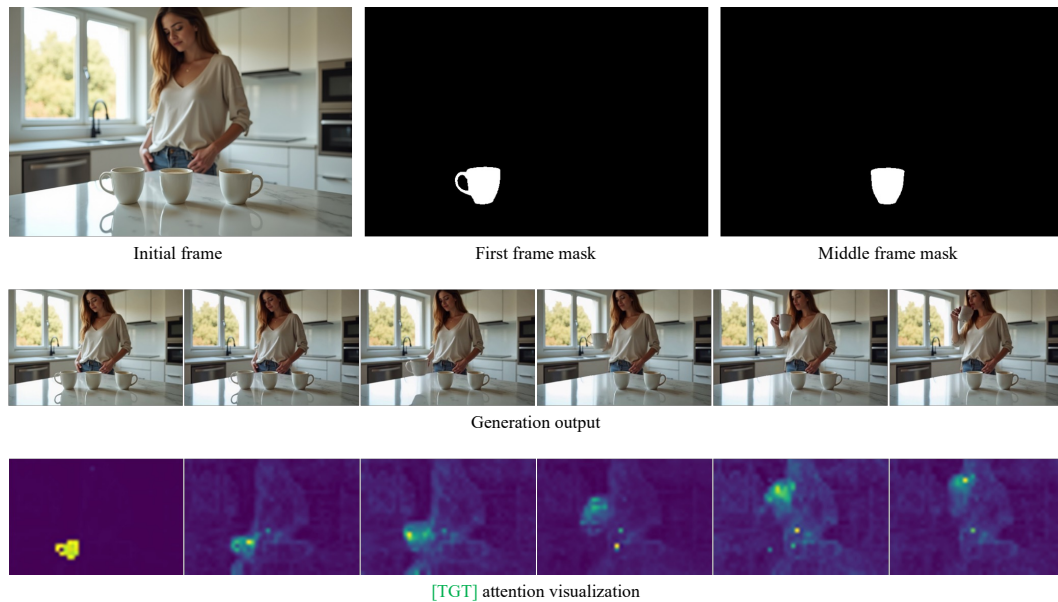 Initial frame
First frame mask
Middle frame mask
Generation output
[TGT] attention visualization